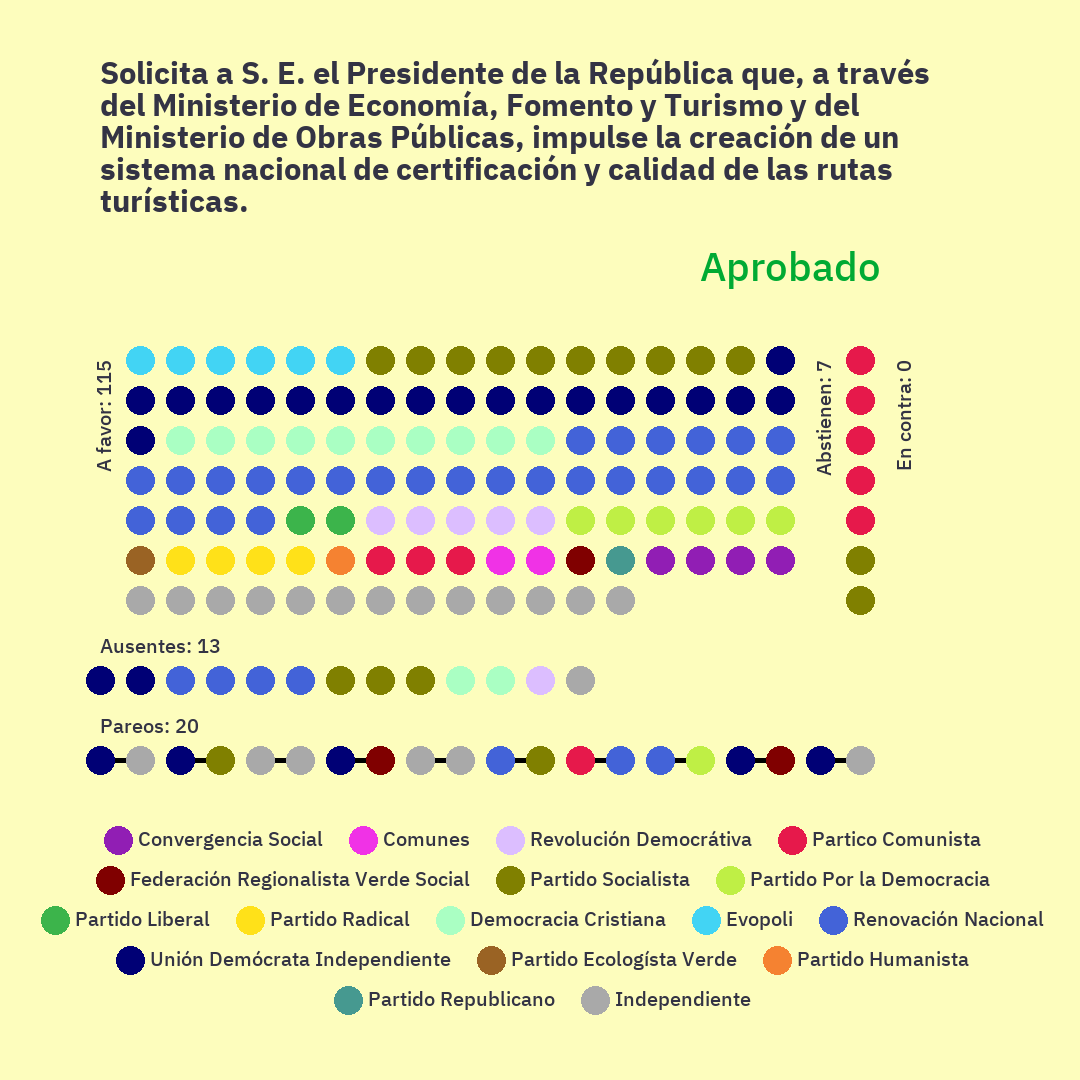 Solicita a S. E. el Presidente de la República que, a través
del Ministerio de Economía, Fomento y Turismo y del
Ministerio de Obras Públicas, impulse la creación de un
sistema nacional de certificación y calidad de las rutas
turísticas.
Aprobado
A favor: 115
Abstienen: 7
En contra: 0
Ausentes: 13
Pareos: 20
Convergencia Social Comunes Revolución Democrátiva Partico Comunista
Federación Regionalista Verde Social Partido Socialista Partido Por la Democracia
Partido Liberal Partido Radical Democracia Cristiana Evopoli Renovación Nacional
Unión Demócrata Independiente Partido Ecologísta Verde Partido Humanista
Partido Republicano Independiente